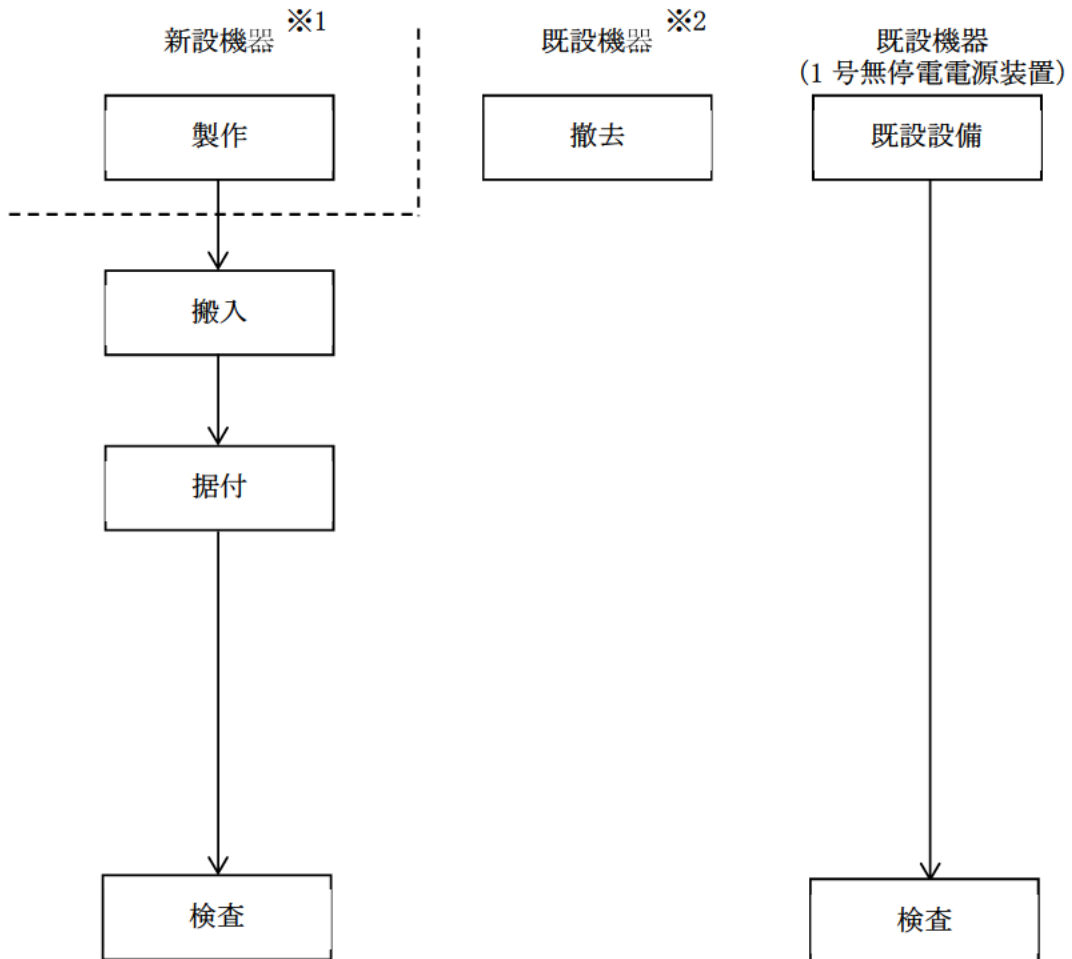 新設機器 ※1
既設機器 ※2
既設機器
(1 号無停電電源装置)
製作
撤去
既設設備
搬入
据付
検査
検査